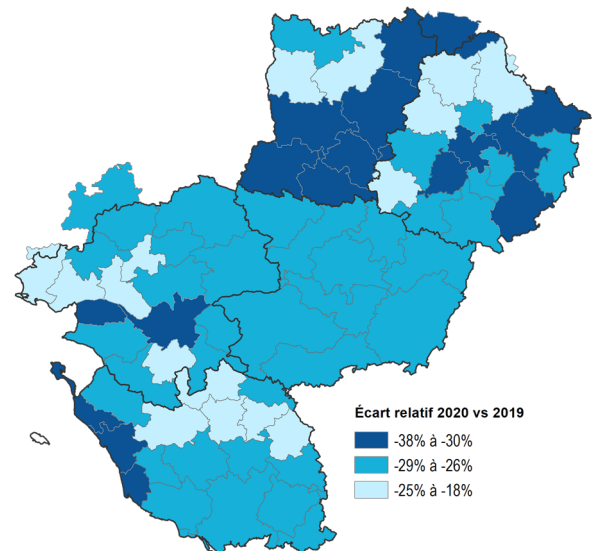 Écart relatif 2020 vs 2019
-38% à -30%
-29% à -26%
-25% à -18%